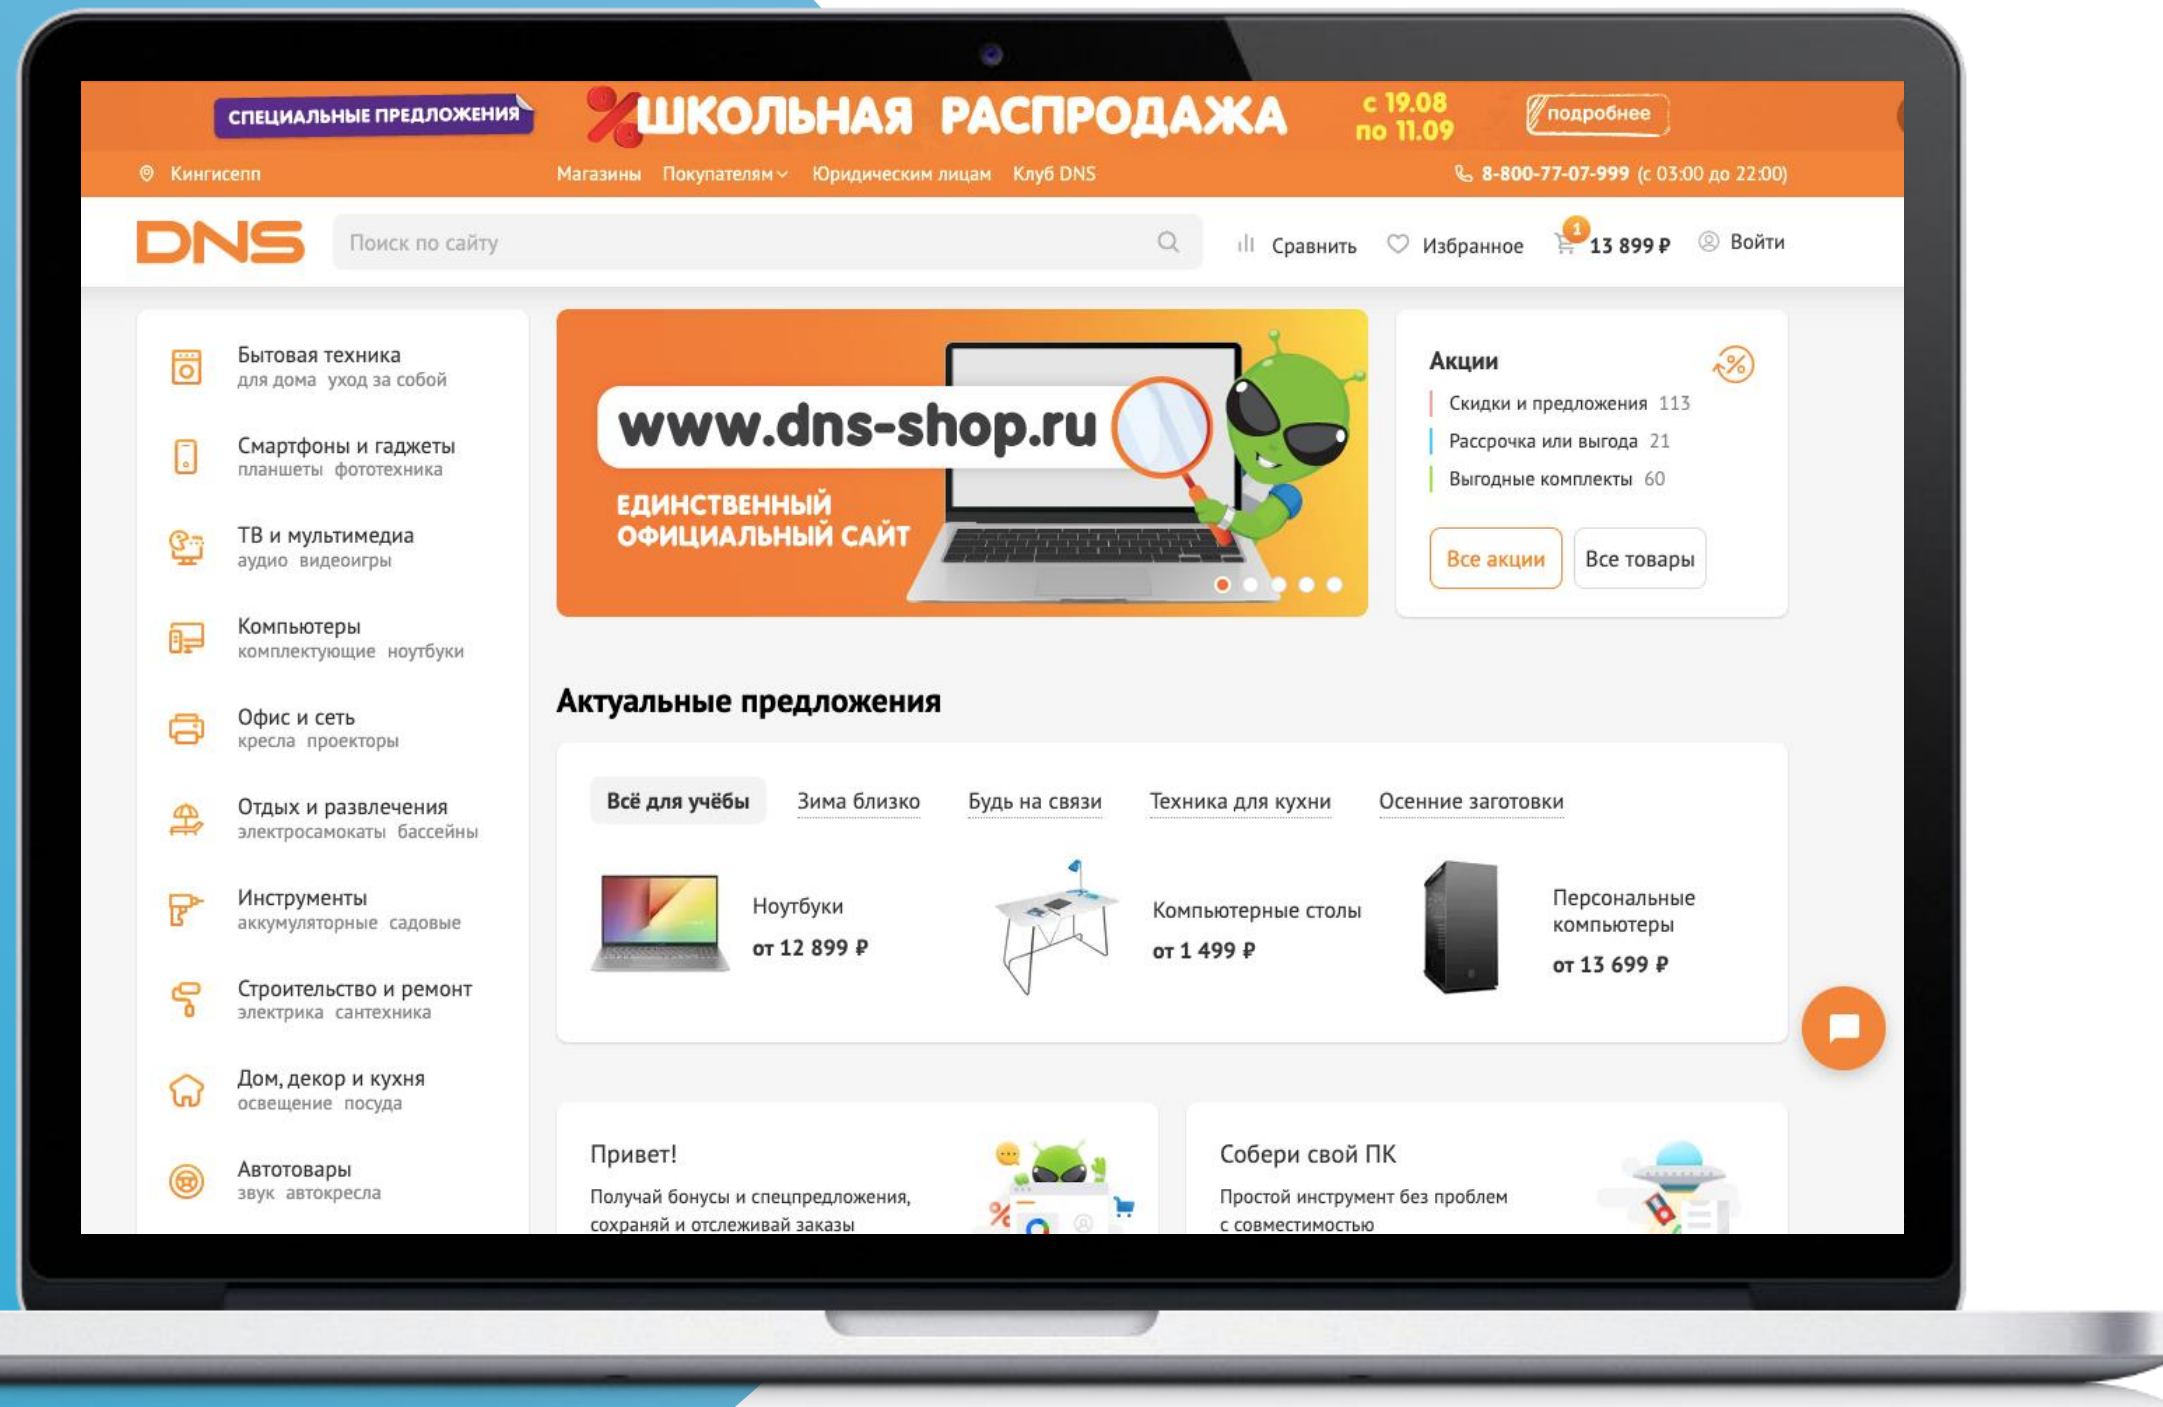 СПЕЦИАЛЬНЫЕ ПРЕДЛОЖЕНИЯ
ШКОЛЬНАЯ РАСПРОДАЖА
с 19.08
по 11.09
подробнее
Кингисепп
Магазины Покупателям Юридическим лицам Клуб DNS
8-800-77-07-999 (с 03:00 до 22:00)
DNS
Поиск по сайту
Сравнить
Избранное
1
13 899 ₽
Войти
Бытовая техника
для дома уход за собой
Смартфоны и гаджеты
планшеты фототехника
ТВ и мультимедиа
аудио видеоигры
Компьютеры
комплектующие ноутбуки
Офис и сеть
кресла проекторы
Отдых и развлечения
электросамокаты бассейны
Инструменты
аккумуляторные садовые
Строительство и ремонт
электрика сантехника
Дом, декор и кухня
освещение посуда
Автотовары
звук автокресла
www.dns-shop.ru
ЕДИНСТВЕННЫЙ
ОФИЦИАЛЬНЫЙ САЙТ
Акции
Скидки и предложения 113
Рассрочка или выгода 21
Выгодные комплекты 60
Все акции
Все товары
Актуальные предложения
Всё для учёбы Зима близко Будь на связи Техника для кухни Осенние заготовки
Ноутбуки
от 12 899 ₽
Компьютерные столы
от 1 499 ₽
Персональные
компьютеры
от 13 699 ₽
Привет!
Получай бонусы и спецпредложения,
сохраняй и отслеживай заказы
Собери свой ПК
Простой инструмент без проблем
с совместимостью